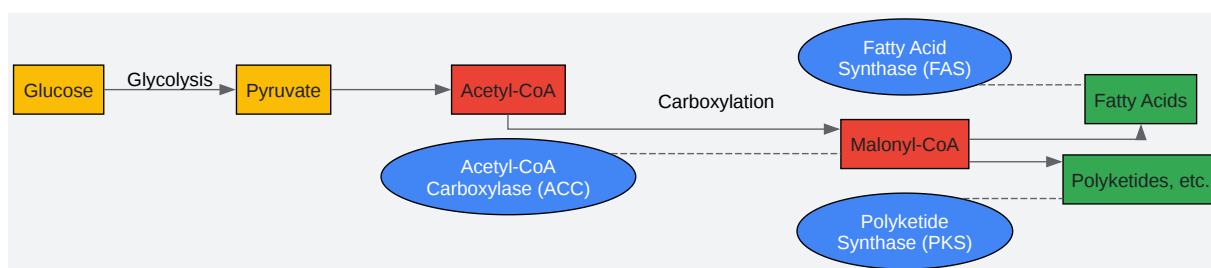 Glucose
Glycolysis
Pyruvate
Acetyl-CoA
Acetyl-CoA
Carboxylase (ACC)
Carboxylation
Malonyl-CoA
Fatty Acid
Synthase (FAS)
Fatty Acids
Polyketides, etc.
Polyketide
Synthase (PKS)